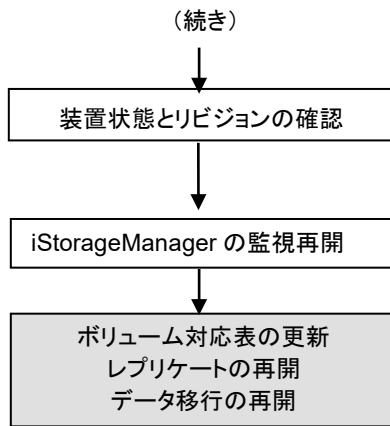 （続き）
装置状態とリビジョンの確認
iStorageManager の監視再開
ボリューム対応表の更新
レプリケートの再開
データ移行の再開